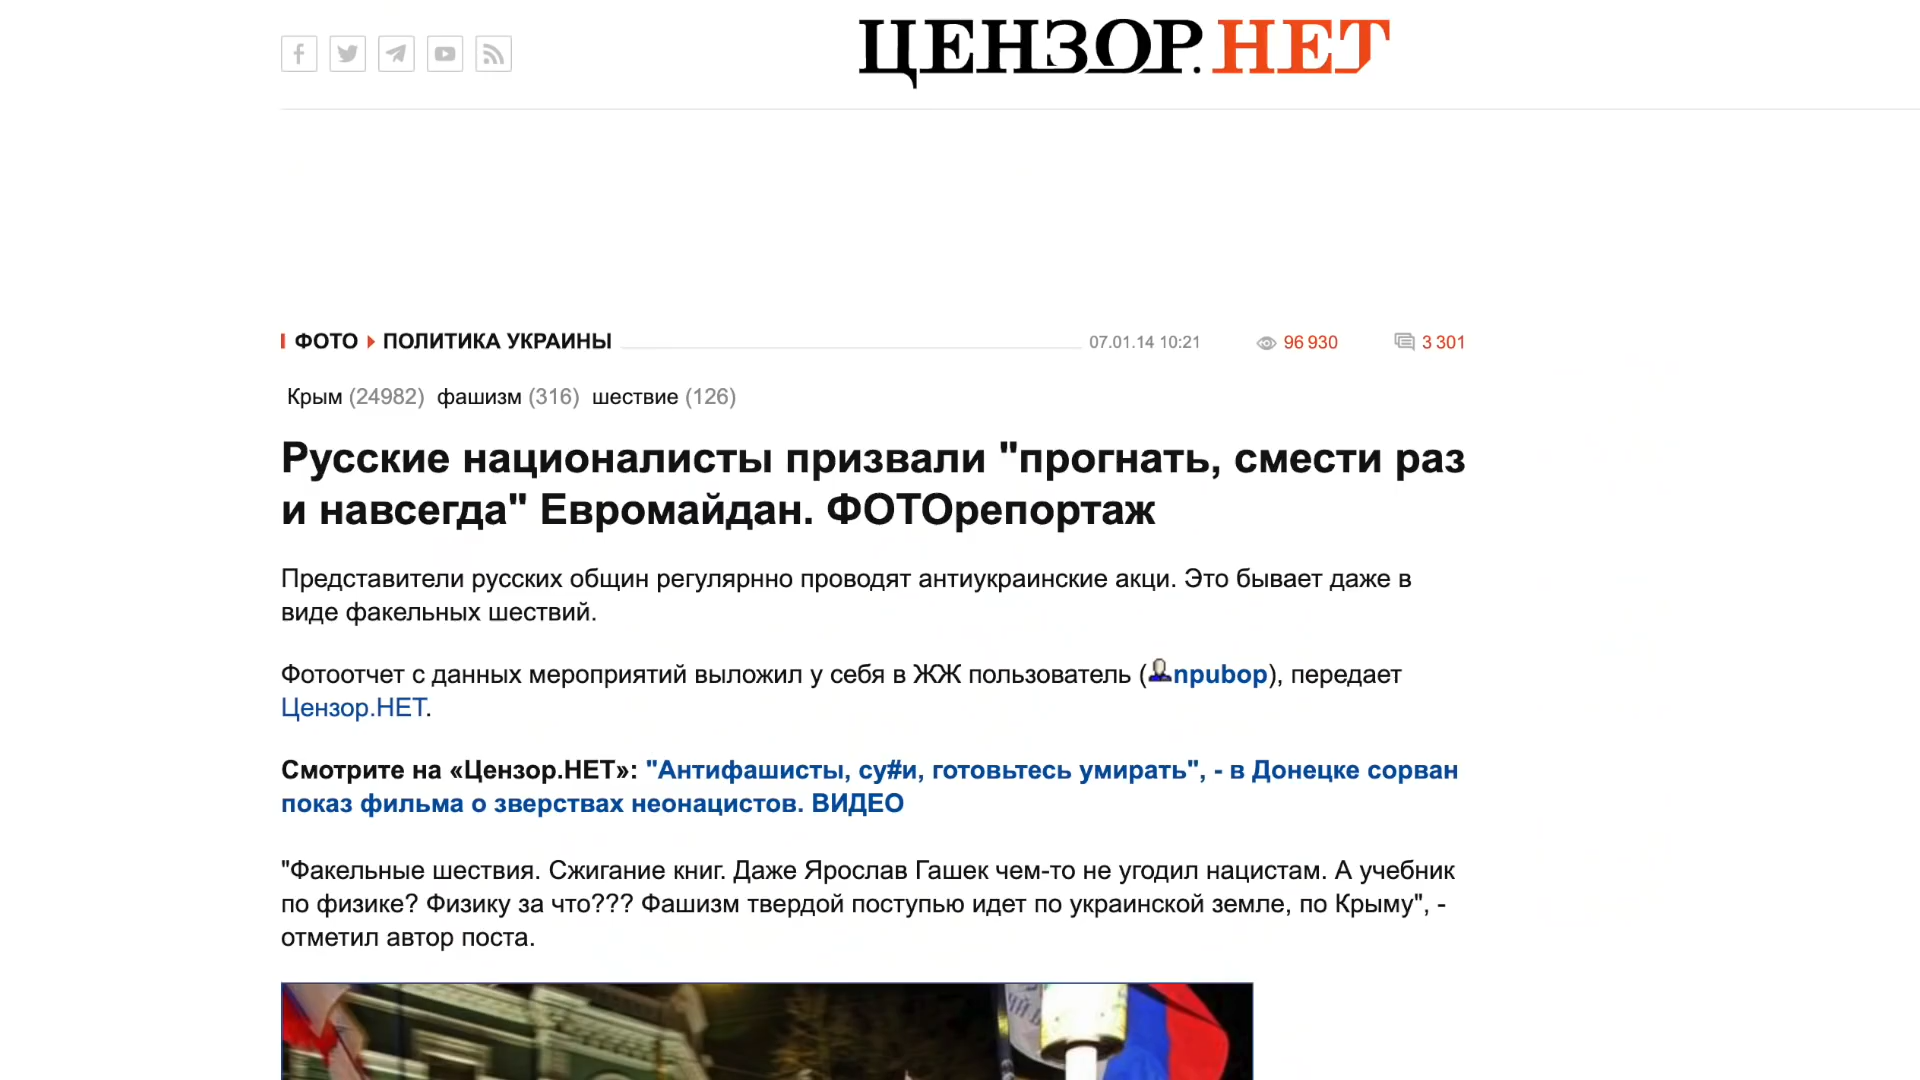 ЦЕНЗОР.НЕТ
ФОТО ПОЛИТИКА УКРАИНЫ 07.01.14 10:21 96 930 3 301
Крым (24982) фашизм (316) шествие (126)
Русские националисты призвали "прогнать, смести раз
и навсегда" Евромайдан. ФОТОрепортаж
Представители русских общин регулярнно проводят антиукраинские акци. Это бывает даже в
виде факельных шествий.
Фотоотчет с данных мероприятий выложил у себя в ЖЖ пользователь (npubop), передает
Цензор.НЕТ.
Смотрите на «Цензор.НЕТ»: "Антифашисты, су#и, готовьтесь умирать", - в Донецке сорван
показ фильма о зверствах неонацистов. ВИДЕО
"Факельные шествия. Сжигание книг. Даже Ярослав Гашек чем-то не угодил нацистам. А учебник
по физике? Физику за что??? Фашизм твердой поступью идет по украинской земле, по Крыму", -
отметил автор поста.